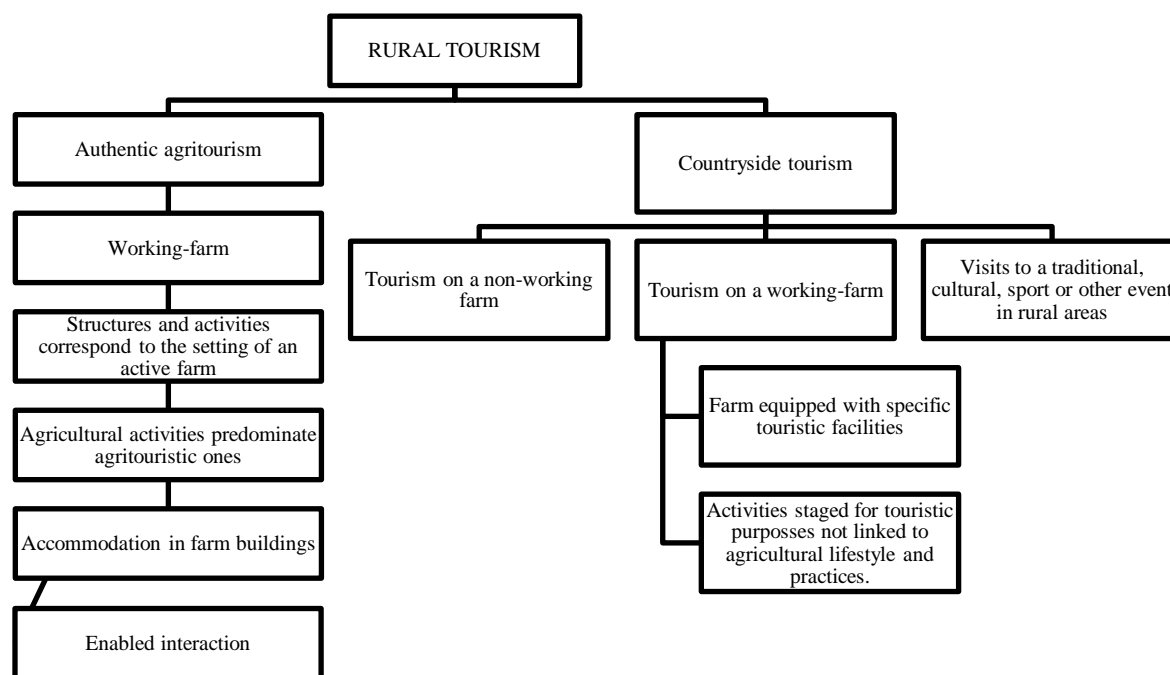 RURAL TOURISM
Authentic agritourism
Countryside tourism
Working-farm
Tourism on a non-working
farm
Tourism on a working-farm
Visits to a traditional,
cultural, sport or other event
in rural areas
Structures and activities
correspond to the setting of an
active farm
Farm equipped with specific
touristic facilities
Agricultural activities predominate
agritouristic ones
Activities staged for touristic
purposses not linked to
agricultural lifestyle and
practices.
Accommodation in farm buildings
Enabled interaction